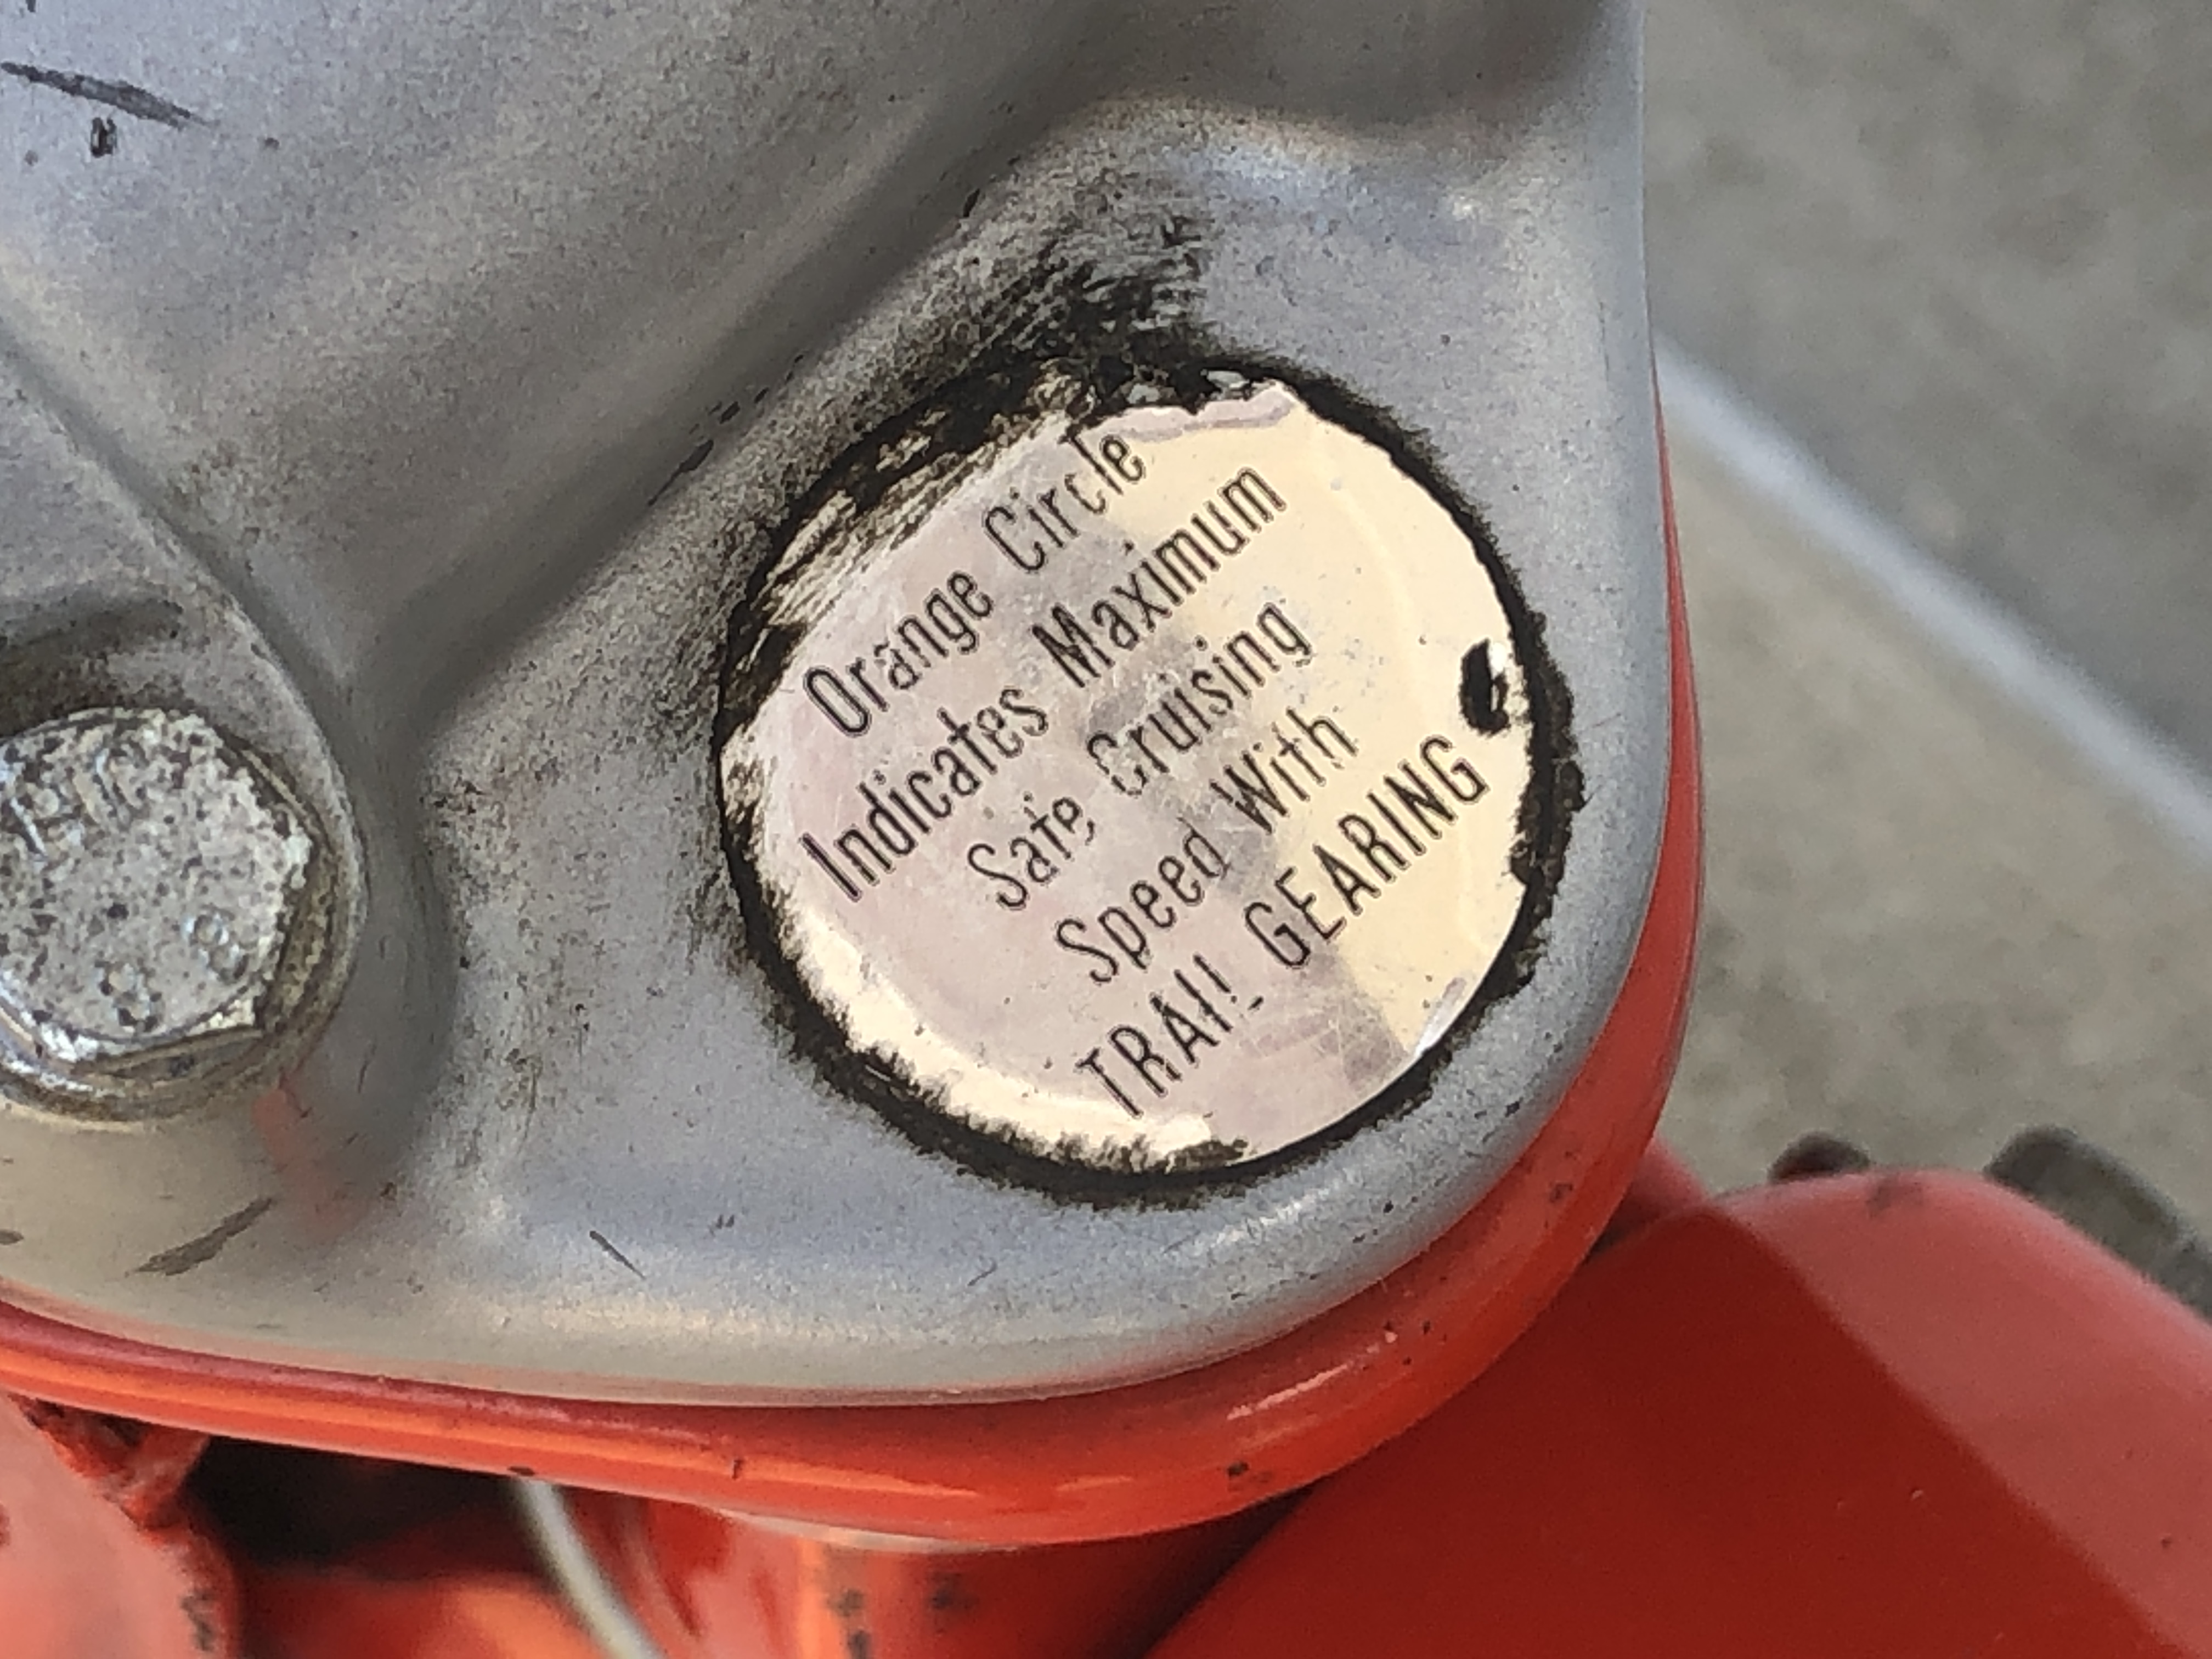 Orange Circle
Indicates Maximum
Safe Cruising
Speed With
TRAIL GEARING